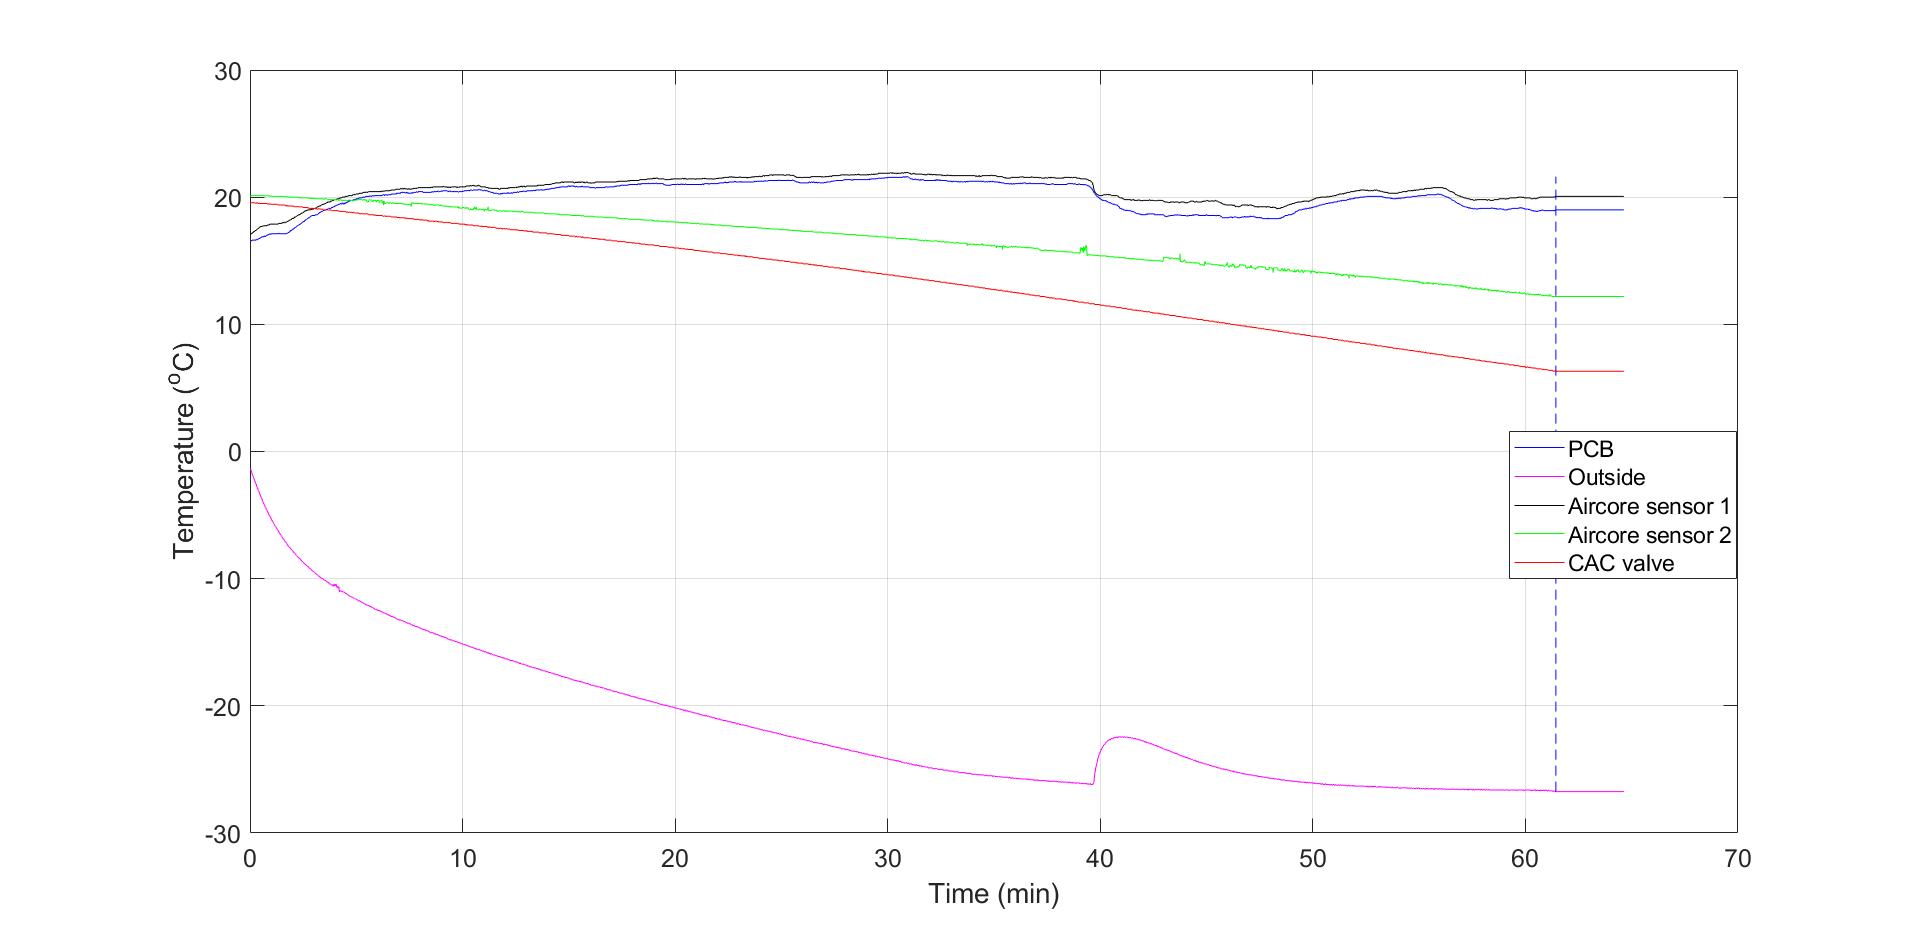 30
20
10
0
-10
-20
-30
Temperature (°C)
0 10 20 30 40 50 60 70
Time (min)
PCB
Outside
Aircore sensor 1
Aircore sensor 2
CAC valve